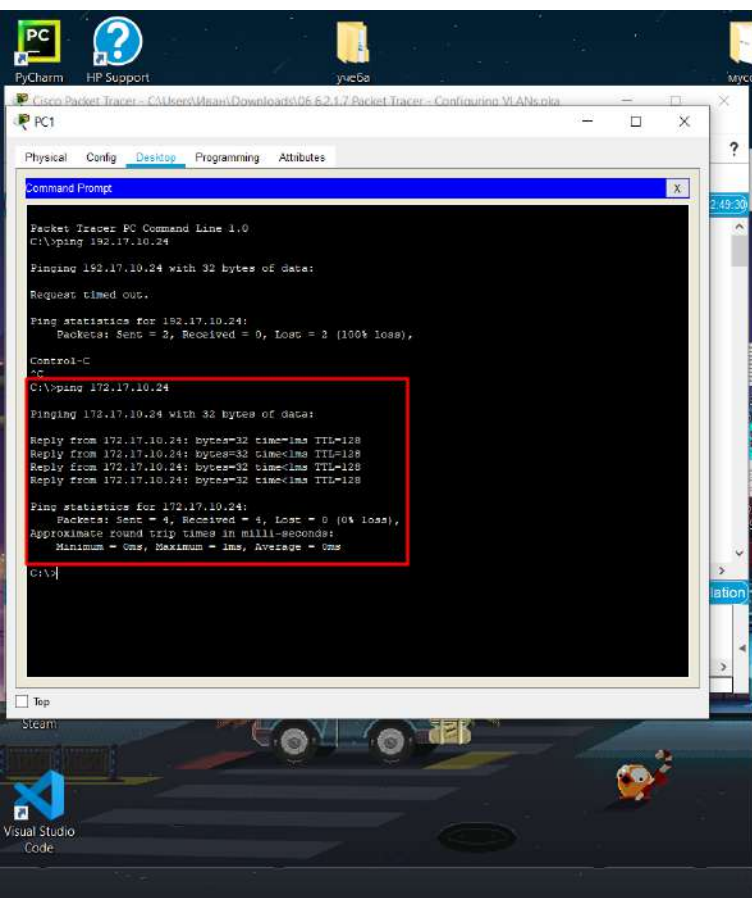 PC
PyCharm
HP Support
учеба
Cisco Packet Tracer - C:\Users\Иван\Downloads\06 6.2.1.7 Packet Tracer - Configuring VLANs.pka
PC1
?
Physical Config Desktop Programming Attributes
Command Prompt
X
2:49:30
Packet Tracer PC Command Line 1.0
C:\>ping 192.17.10.24
Pinging 192.17.10.24 with 32 bytes of data:
Request timed out.
Ping statistics for 192.17.10.24:
Packets: Sent = 2, Received = 0, Lost = 2 (100% loss),
Control-C
^C
C:\>ping 172.17.10.24
Pinging 172.17.10.24 with 32 bytes of data:
Reply from 172.17.10.24: bytes=32 time=1ms TTL=128
Reply from 172.17.10.24: bytes=32 time<1ms TTL=128
Reply from 172.17.10.24: bytes=32 time<1ms TTL=128
Reply from 172.17.10.24: bytes=32 time<1ms TTL=128
Ping statistics for 172.17.10.24:
Packets: Sent = 4, Received = 4, Lost = 0 (0% loss),
Approximate round trip times in milli-seconds:
Minimum = 0ms, Maximum = 1ms, Average = 0ms
C:\>
lation
Top
Steam
Visual Studio
Code